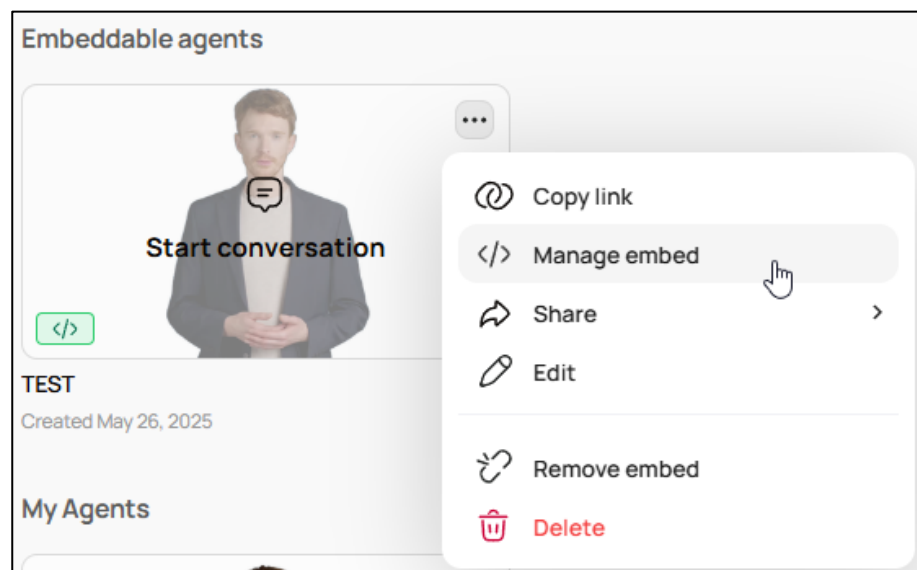 Embeddable agents
Start conversation
</>
TEST
Created May 26, 2025
My Agents
Copy link
</> Manage embed
Share
Edit
Remove embed
Delete